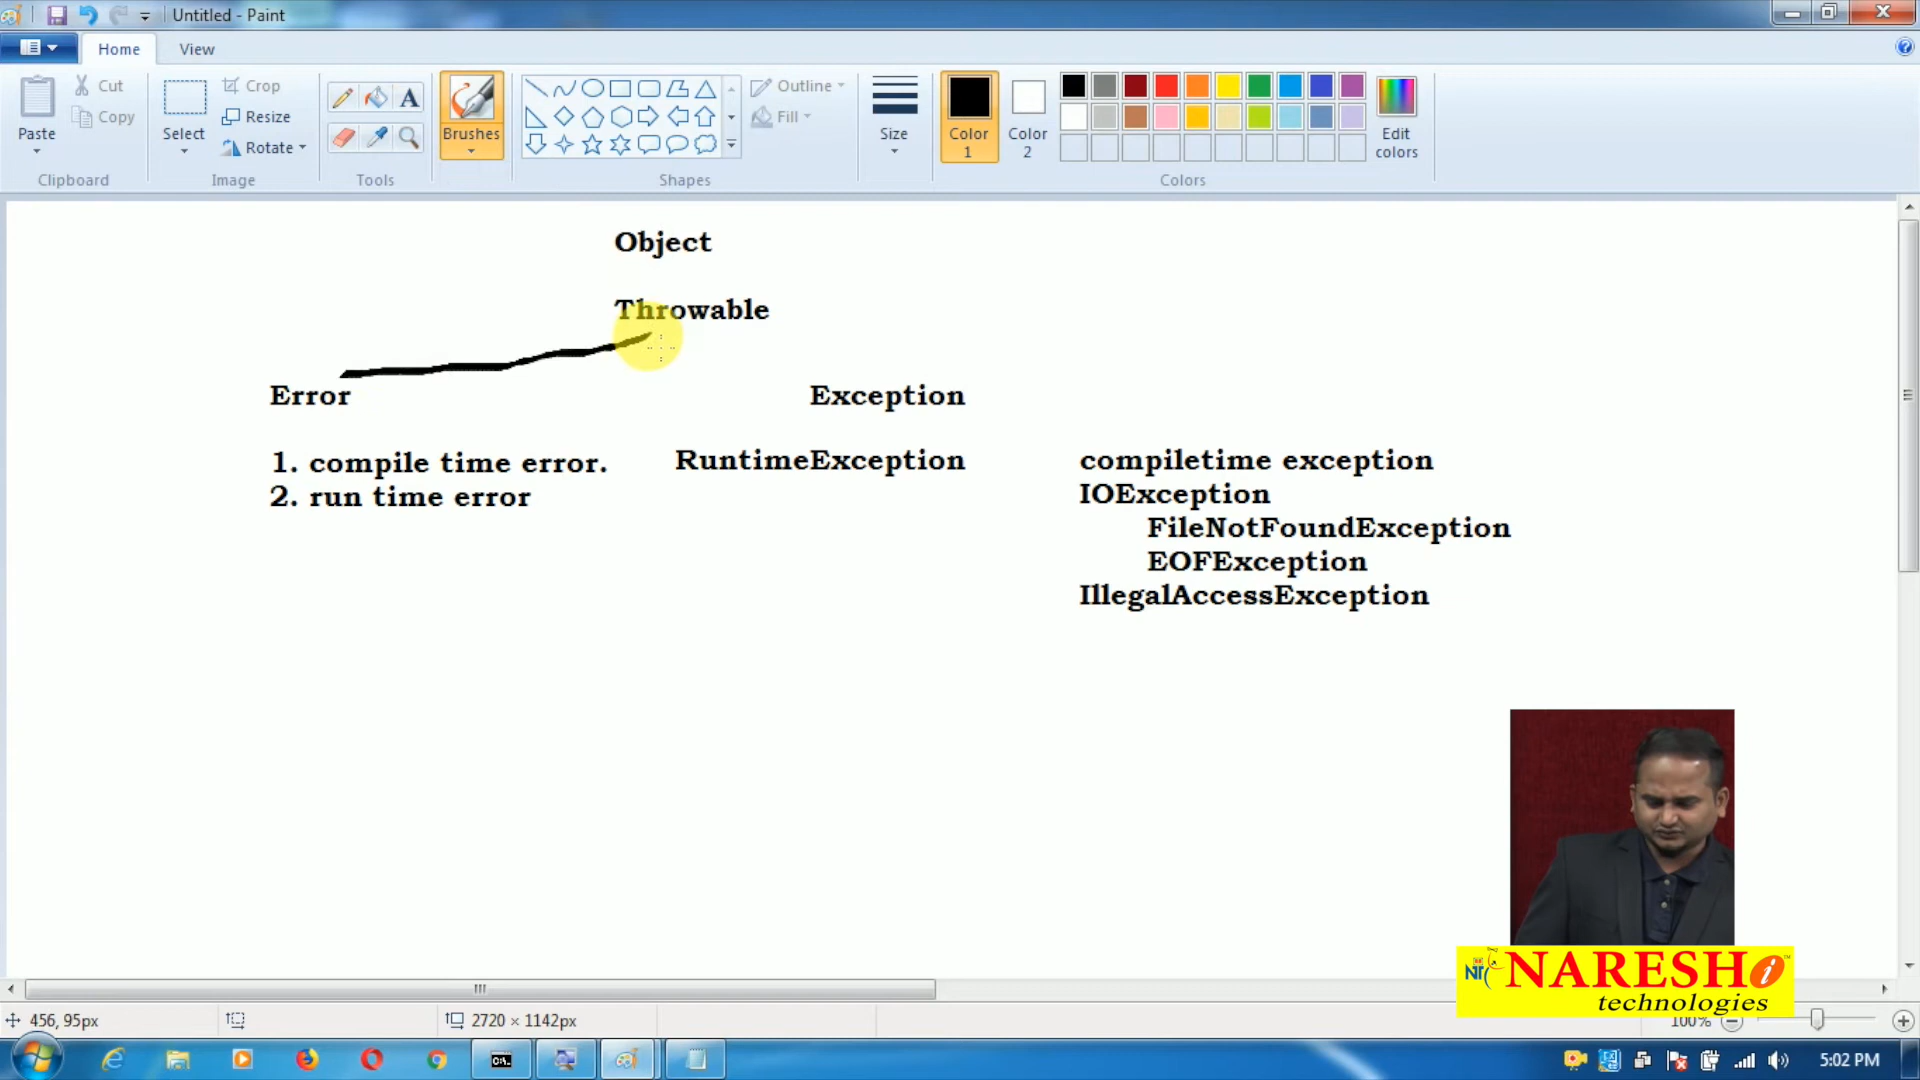 Untitled - Paint
Home View
Paste
Cut
Copy
Clipboard
Select
Crop
Resize
Rotate
Image
A
Tools
Brushes
Shapes
Outline
Fill
Size
Color 1
Color 2
Edit colors
Colors
Object
Throwable
Error Exception
1. compile time error. RuntimeException compiletime exception
2. run time error IOException
FileNotFoundException
EOFException
IllegalAccessException
NARESH i
technologies
456, 95px
2720 × 1142px
100%
5:02 PM